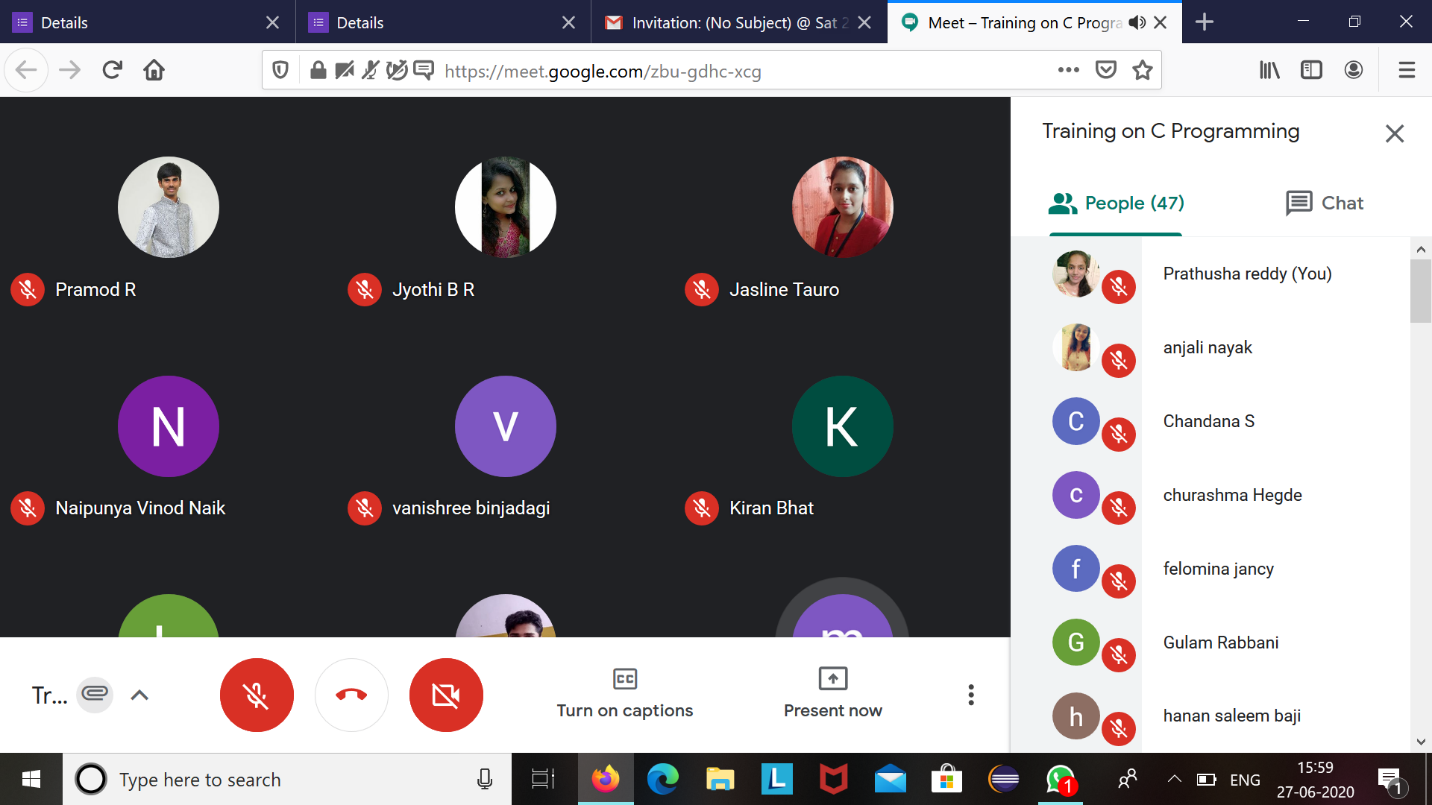 Details
Details
Invitation: (No Subject) @ Sat 2
Meet – Training on C Progra
https://meet.google.com/zbu-gdhc-xcg
Training on C Programming
People (47)
Chat
Pramod R
Jyothi B R
Jasline Tauro
N
v
K
Naipunya Vinod Naik
vanishree binjadagi
Kiran Bhat
m
Prathusha reddy (You)
anjali nayak
C
Chandana S
c
churashma Hegde
f
felomina jancy
G
Gulam Rabbani
h
hanan saleem baji
Tr...
CC
Turn on captions
Present now
Type here to search
L
1
ENG
15:59
27-06-2020
1